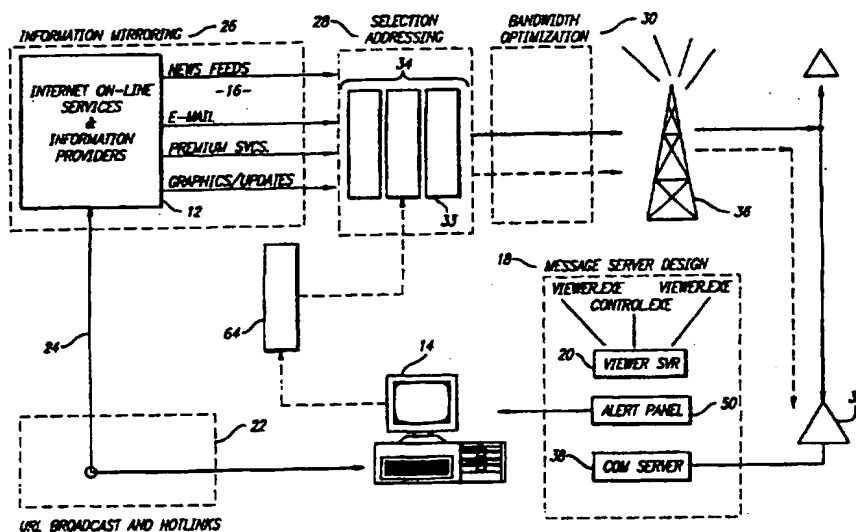 INFORMATION MIRRORING
26
INTERNET ON-LINE
SERVICES
&
INFORMATION
PROVIDERS
NEWS FEEDS
-16-
E-MAIL
PREMIUM SVCS.
GRAPHICS/UPDATES
12
28
SELECTION
ADDRESSING
34
33
BANDWIDTH
OPTIMIZATION
30
36
24
64
14
22
URL BROADCAST AND HOTLINKS
18
MESSAGE SERVER DESIGN
VIEWER.EXE
VIEWER.EXE
CONTROL.EXE
20
VIEWER SVR
ALERT PANEL
50
38
COM SERVER